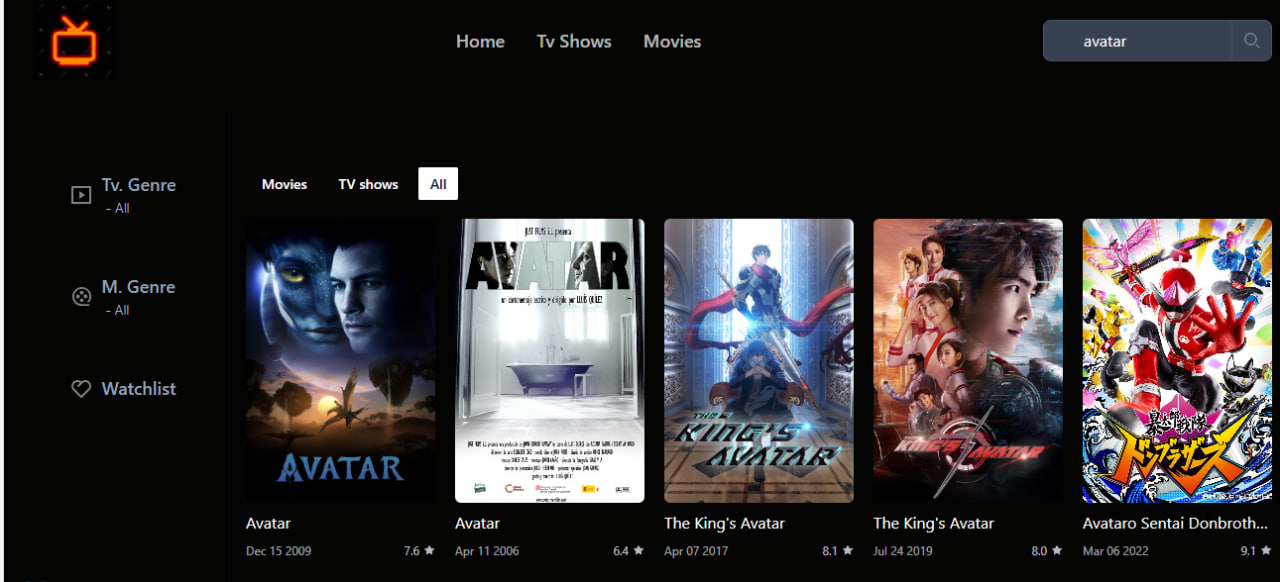 Home
Tv Shows
Movies
avatar
Tv. Genre
- All
M. Genre
- All
Watchlist
Movies
TV shows
All
AVATAR
JUST FILMS S.L. presenta
AVATAR
un cortometraje escrito y dirigido por LLUÍS QUÍLEZ
THE
KING'S
AVATAR
KING'S AVATAR
暴太郎戦隊
ドンブラザーズ
Avatar
Dec 15 2009
7.6
Avatar
Apr 11 2006
6.4
The King's Avatar
Apr 07 2017
8.1
The King's Avatar
Jul 24 2019
8.0
Avataro Sentai Donbroth...
Mar 06 2022
9.1